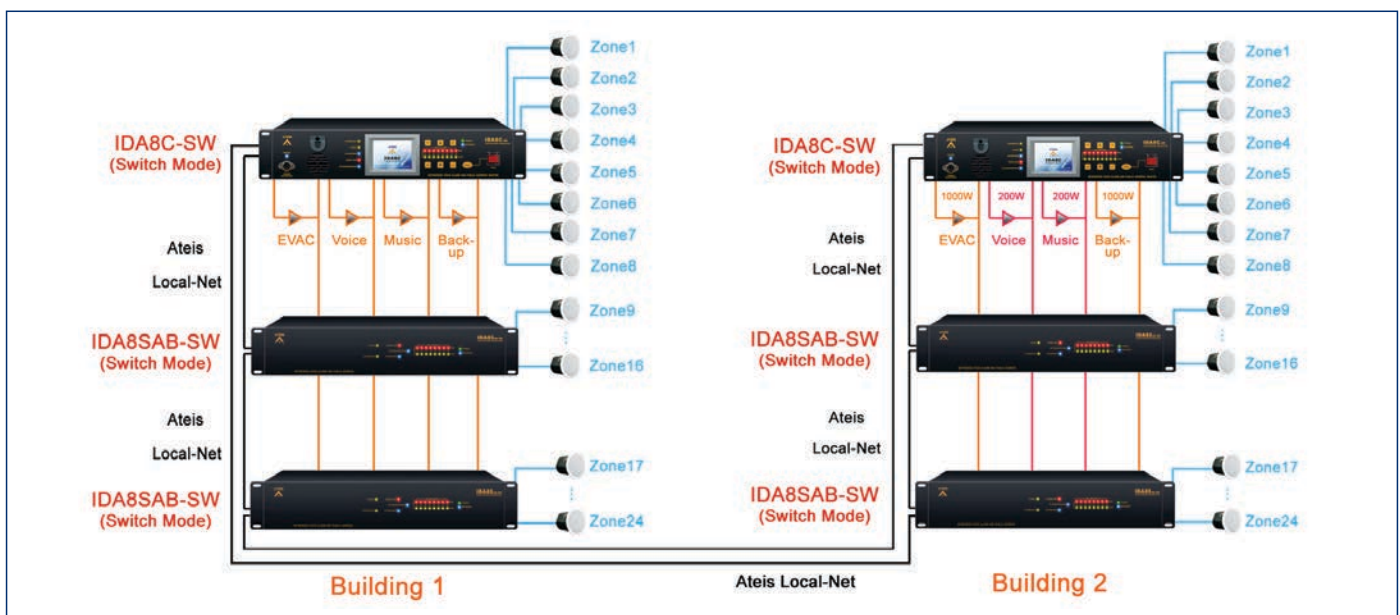 Zone1
Zone2
Zone3
IDA8C-SW
(Switch Mode)
Zone4
Zone5
Zone6
Zone7
Zone8
EVAC
Voice
Music
Back-
up
Ateis
Local-Net
IDA8SAB-SW
(Switch Mode)
Zone9
Zone16
Ateis
Local-Net
IDA8SAB-SW
(Switch Mode)
Zone17
Zone24
Building 1
Zone1
Zone2
Zone3
IDA8C-SW
(Switch Mode)
Zone4
Zone5
Zone6
Zone7
Zone8
1000W
200W
200W
1000W
EVAC
Voice
Music
Back-
up
Ateis
Local-Net
IDA8SAB-SW
(Switch Mode)
Zone9
Zone16
Ateis
Local-Net
IDA8SAB-SW
(Switch Mode)
Zone17
Zone24
Ateis Local-Net
Building 2